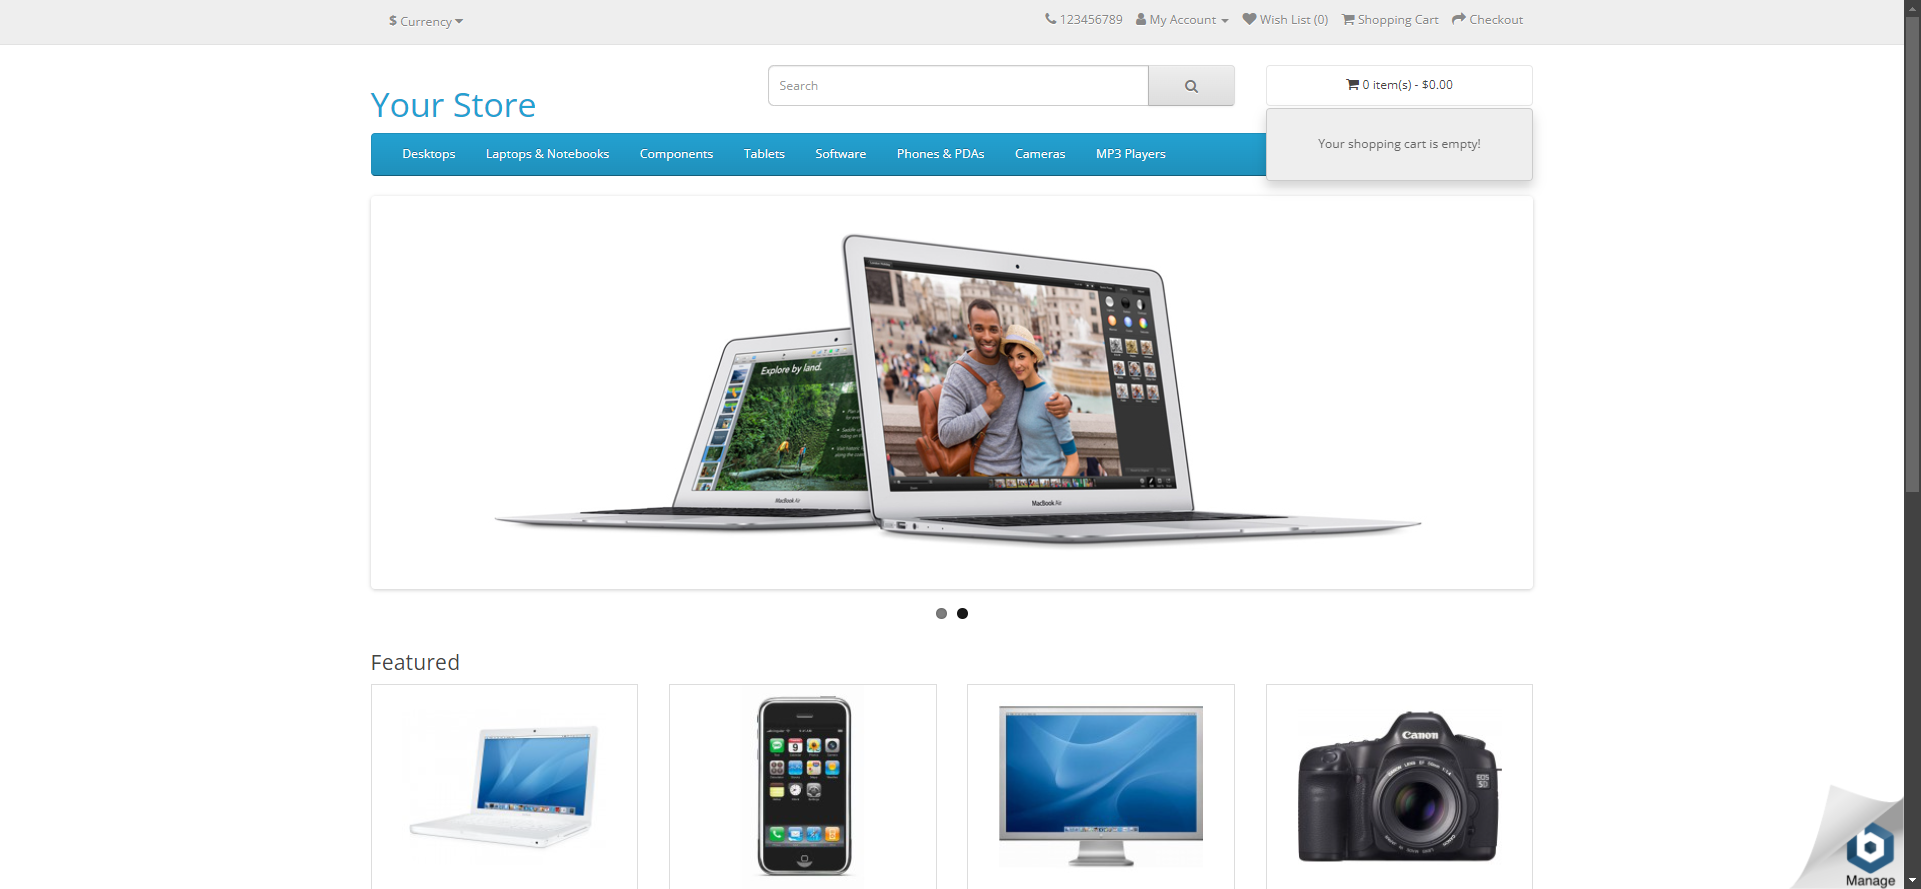 $ Currency
123456789 My Account Wish List (0) Shopping Cart Checkout
Your Store
Search
0 item(s) - $0.00
Your shopping cart is empty!
Desktops Laptops & Notebooks Components Tablets Software Phones & PDAs Cameras MP3 Players
Explore by land.
MacBook Air
MacBook Air
Featured
Canon
EOS
5D
Manage